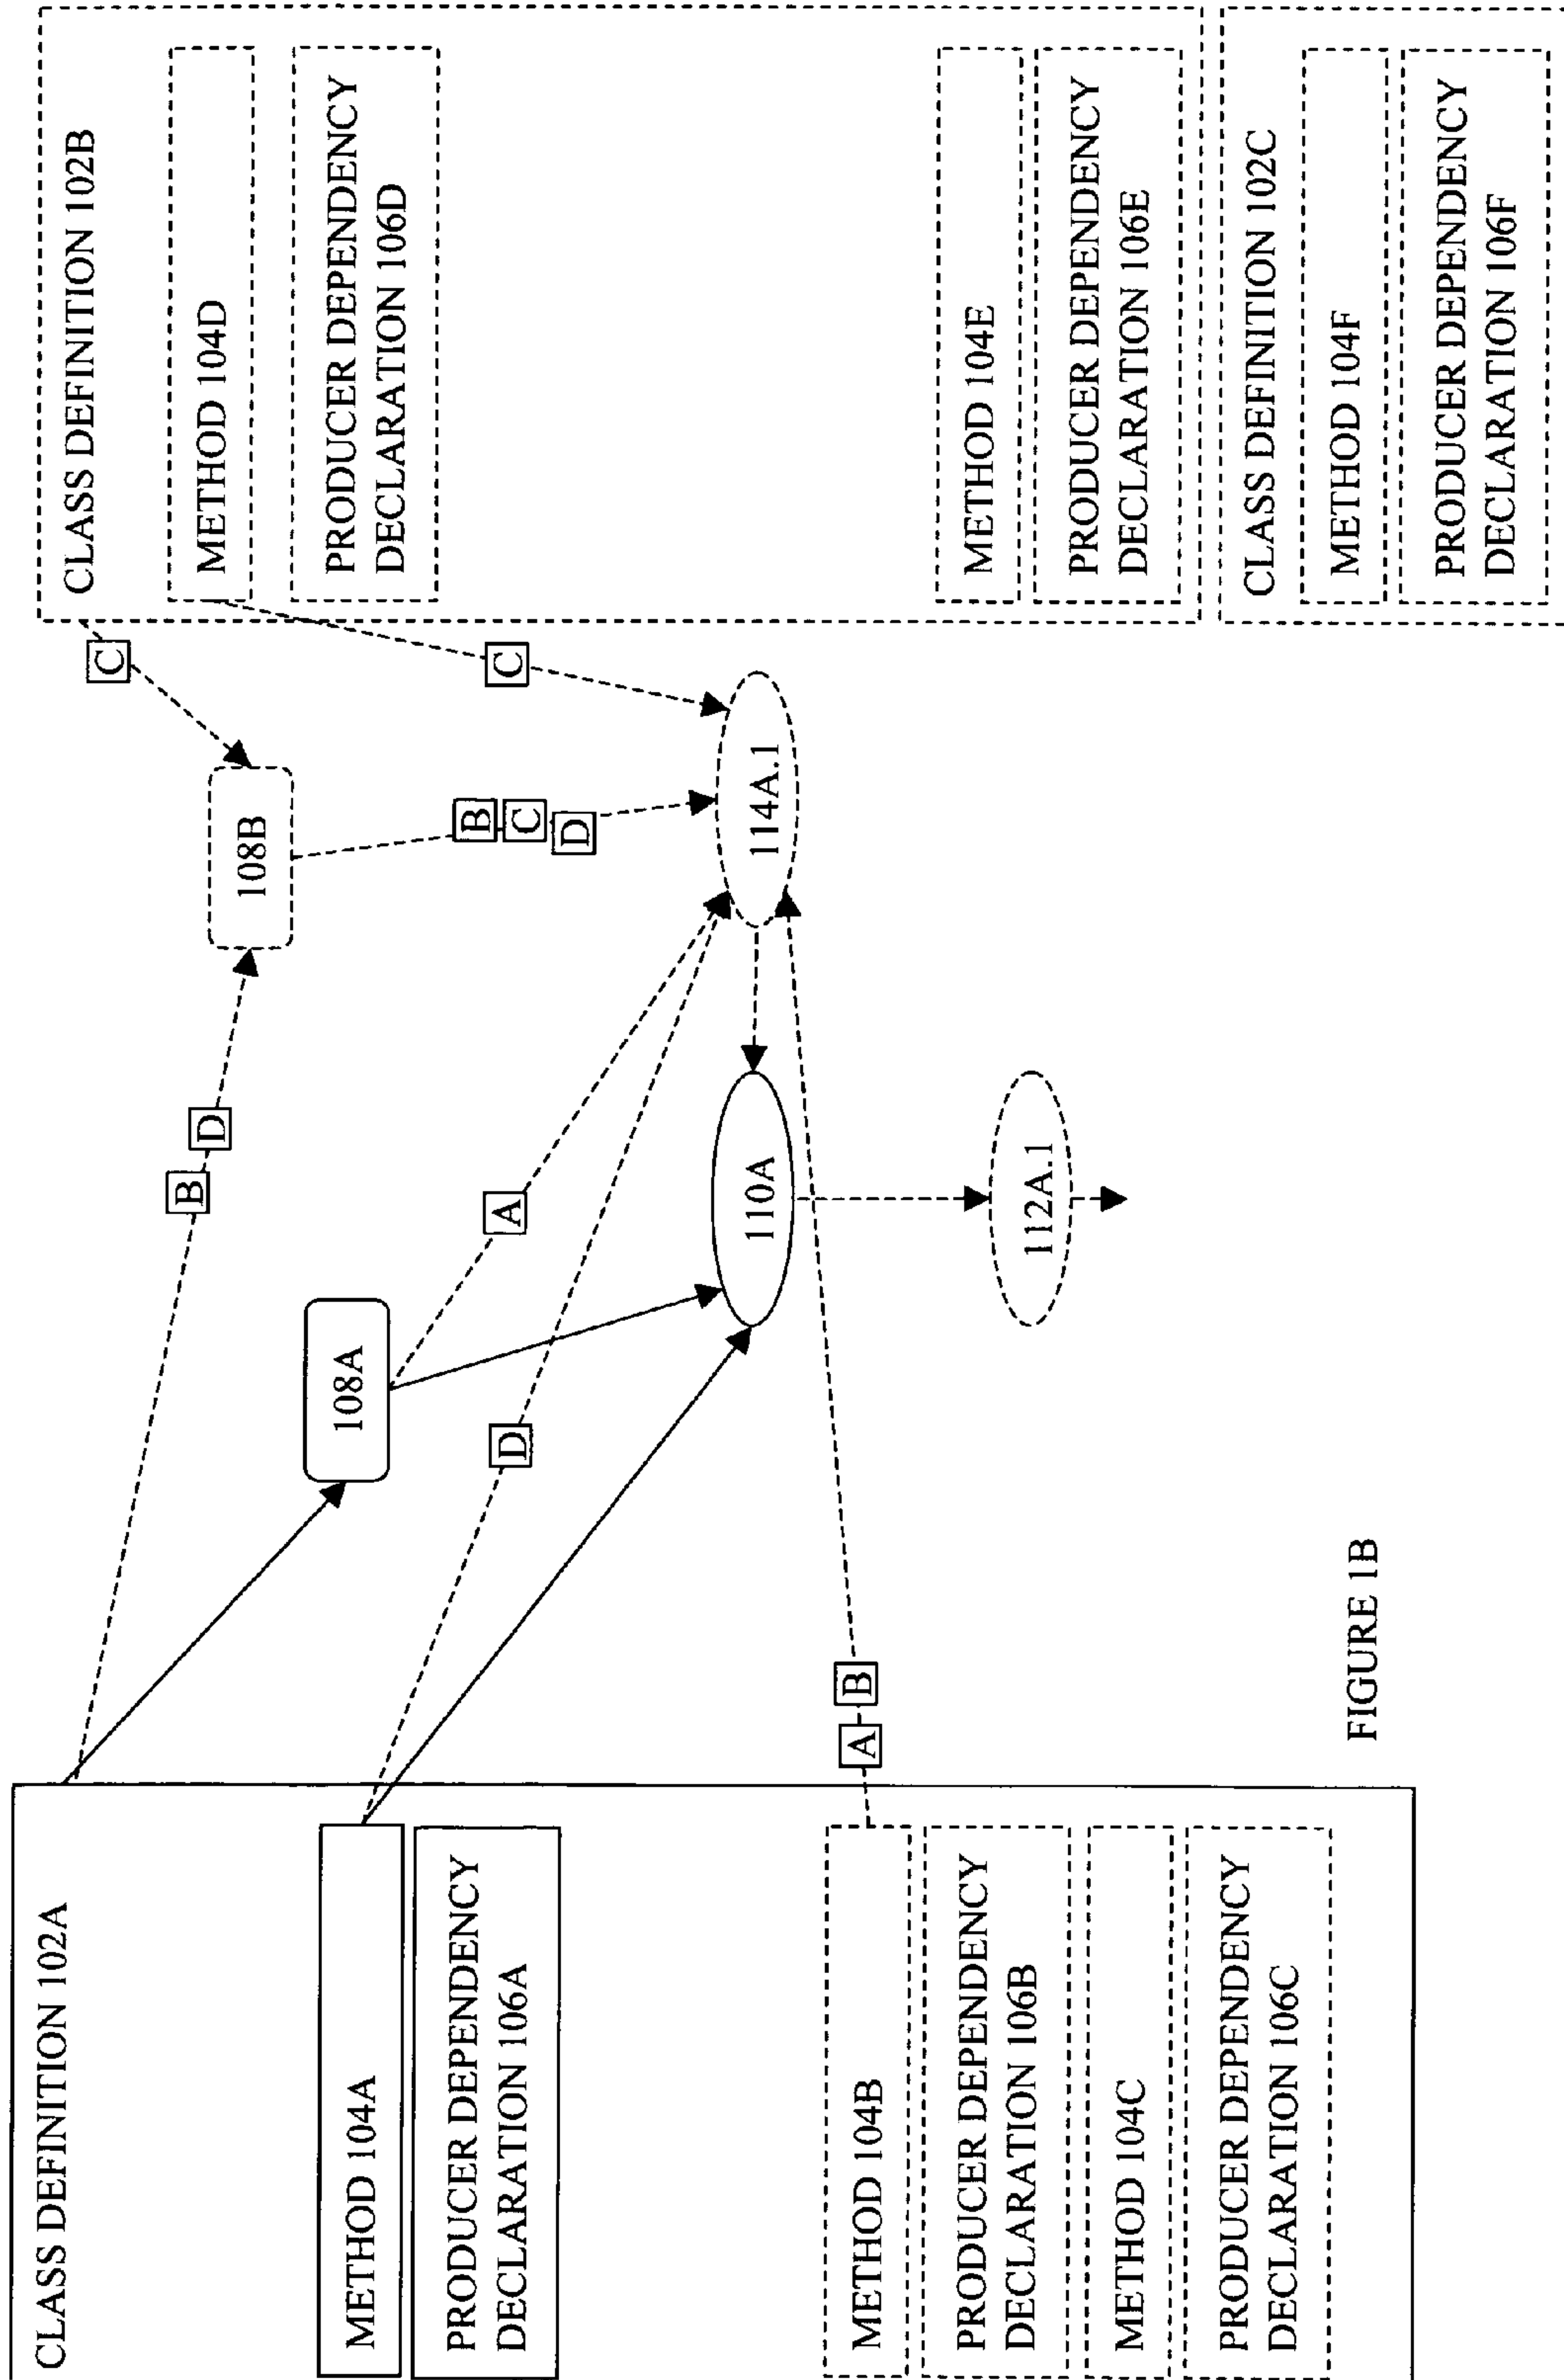 CLASS DEFINITION 102A
METHOD 104A
PRODUCER DEPENDENCY
DECLARATION 106A
METHOD 104B
PRODUCER DEPENDENCY
DECLARATION 106B
METHOD 104C
PRODUCER DEPENDENCY
DECLARATION 106C
B
D
108A
A
D
A
B
108B
C
B
C
D
C
110A
114A.1
112A.1
CLASS DEFINITION 102B
METHOD 104D
PRODUCER DEPENDENCY
DECLARATION 106D
METHOD 104E
PRODUCER DEPENDENCY
DECLARATION 106E
CLASS DEFINITION 102C
METHOD 104F
PRODUCER DEPENDENCY
DECLARATION 106F
FIGURE 1B